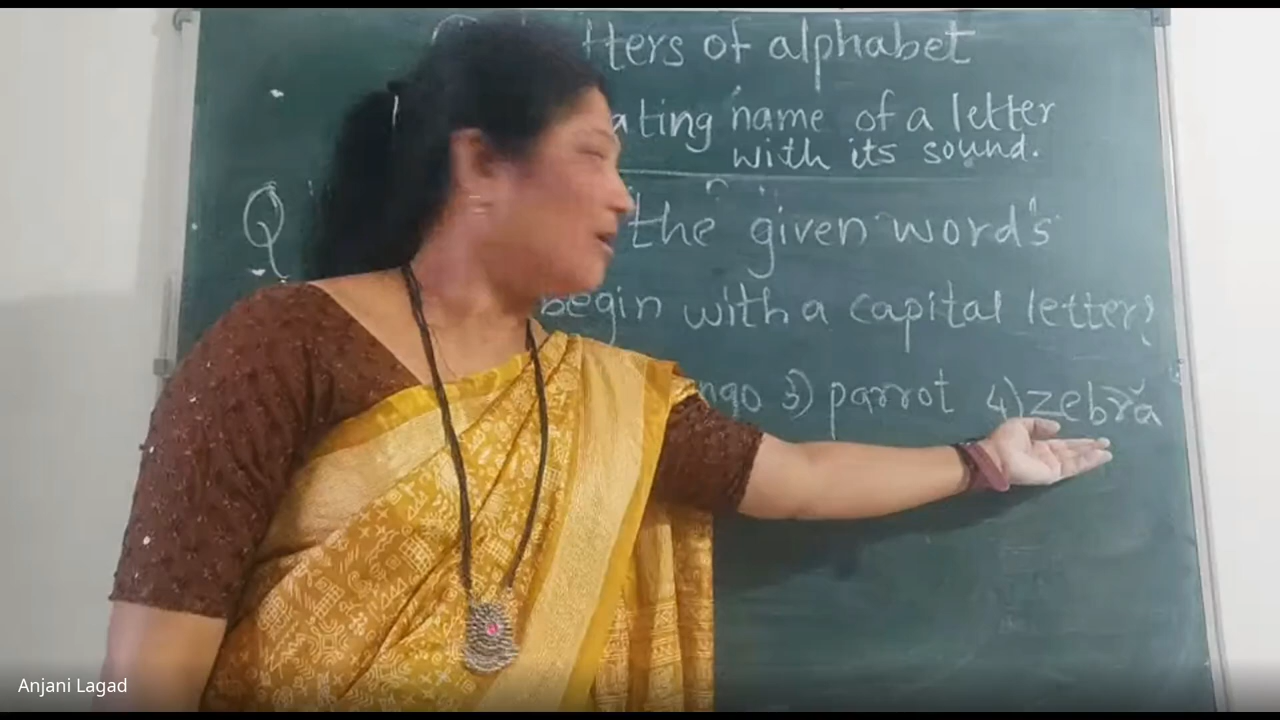 tters of alphabet
ating name of a letter
with its sound.
Q the given word's
begin with a capital letter?
ngo 3) parrot 4) zebra
Anjani Lagad